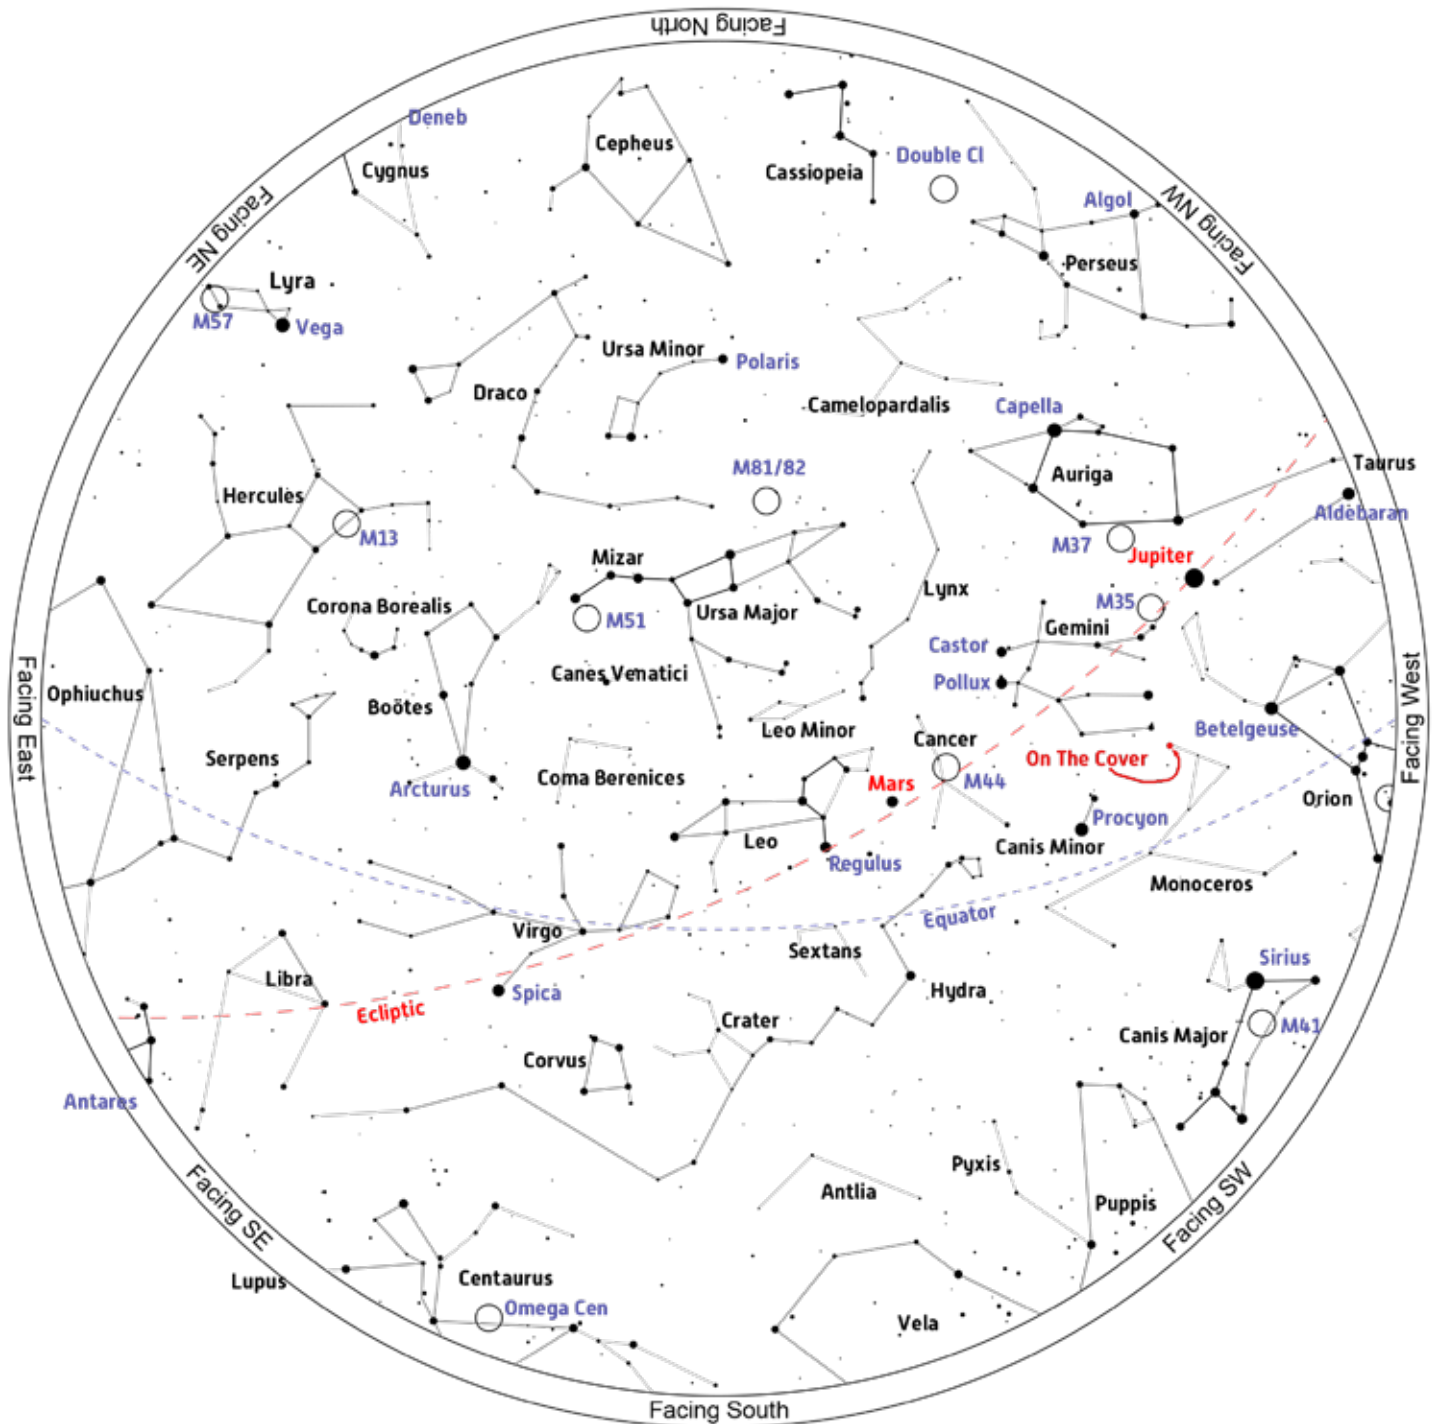 Facing North
Deneb
Cepheus
Double Cl
Cygnus
Cassiopeia
Algol
Facing NW
Facing NE
Perseus
Lyra
M57
Vega
Ursa Minor
Polaris
Draco
Camelopardalis
Capella
Taurus
M81/82
Auriga
Hercules
Aldebaran
M13
M37
Jupiter
Mizar
Lynx
Corona Borealis
M51
Ursa Major
M35
Gemini
Castor
Canes Venatici
Pollux
Ophiuchus
Facing East
Boötes
Leo Minor
Betelgeuse
Facing West
Serpens
Cancer
On The Cover
Coma Berenices
Arcturus
Mars
M44
Orion
Procyon
Leo
Canis Minor
Regulus
Monoceros
Equator
Virgo
Sextans
Sirius
Libra
Spica
Hydra
Ecliptic
Crater
Canis Major
M41
Corvus
Antares
Pyxis
Antlia
Puppis
Facing SE
Facing SW
Lupus
Centaurus
Omega Cen
Vela
Facing South